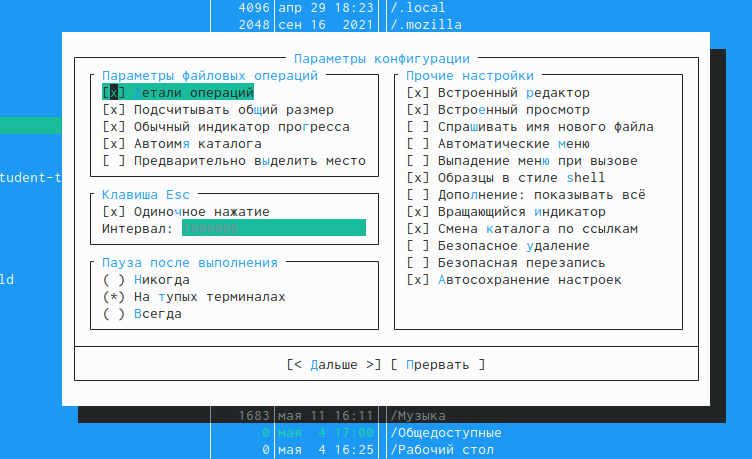 4096 апр 29 18:23 /.local
2048 сен 16 2021 /.mozilla
Параметры конфигурации
Параметры файловых операций
[x] Детали операций
[x] Подсчитывать общий размер
[x] Обычный индикатор прогресса
[x] Автоимя каталога
[ ] Предварительно выделить место
Клавиша Esc
[x] Одиночное нажатие
Интервал: 1000000
Пауза после выполнения
( ) Никогда
(*) На тупых терминалах
( ) Всегда
Прочие настройки
[x] Встроенный редактор
[x] Встроенный просмотр
[ ] Спрашивать имя нового файла
[ ] Автоматические меню
[ ] Выпадение меню при вызове
[x] Образцы в стиле shell
[ ] Дополнение: показывать всё
[x] Вращающийся индикатор
[x] Смена каталога по ссылкам
[ ] Безопасное удаление
[ ] Безопасная перезапись
[x] Автосохранение настроек
[< Дальше >] [ Прервать ]
tudent-t
ld
1683 мая 11 16:11 /Музыка
0 мая 4 17:00 /Общедоступные
0 мая 4 16:25 /Рабочий стол